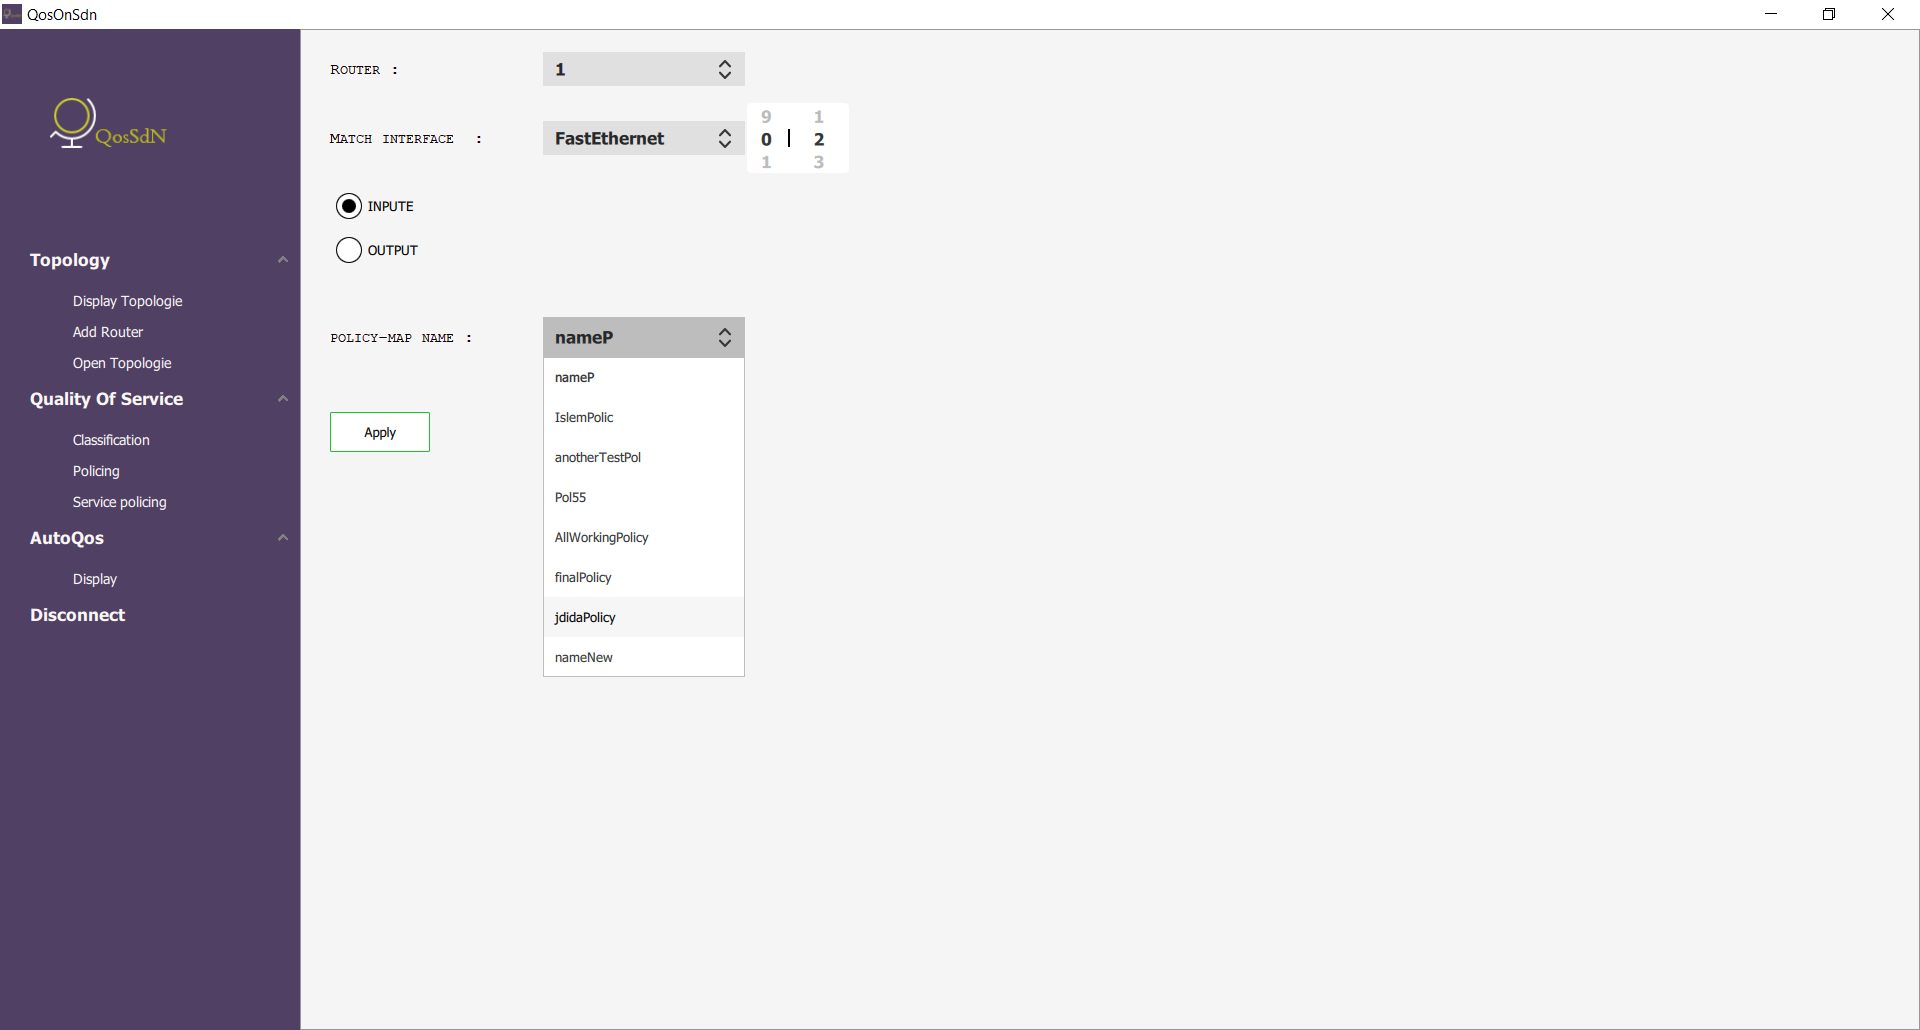 QosOnSdn
QosSdN
Topology
Display Topologie
Add Router
Open Topologie
Quality Of Service
Classification
Policing
Service policing
AutoQos
Display
Disconnect
ROUTER :
1
MATCH INTERFACE :
FastEthernet
9 1
0 | 2
1 3
INPUTE
OUTPUT
POLICY-MAP NAME :
nameP
nameP
IslemPolic
anotherTestPol
Pol55
AllWorkingPolicy
finalPolicy
jdidaPolicy
nameNew
Apply